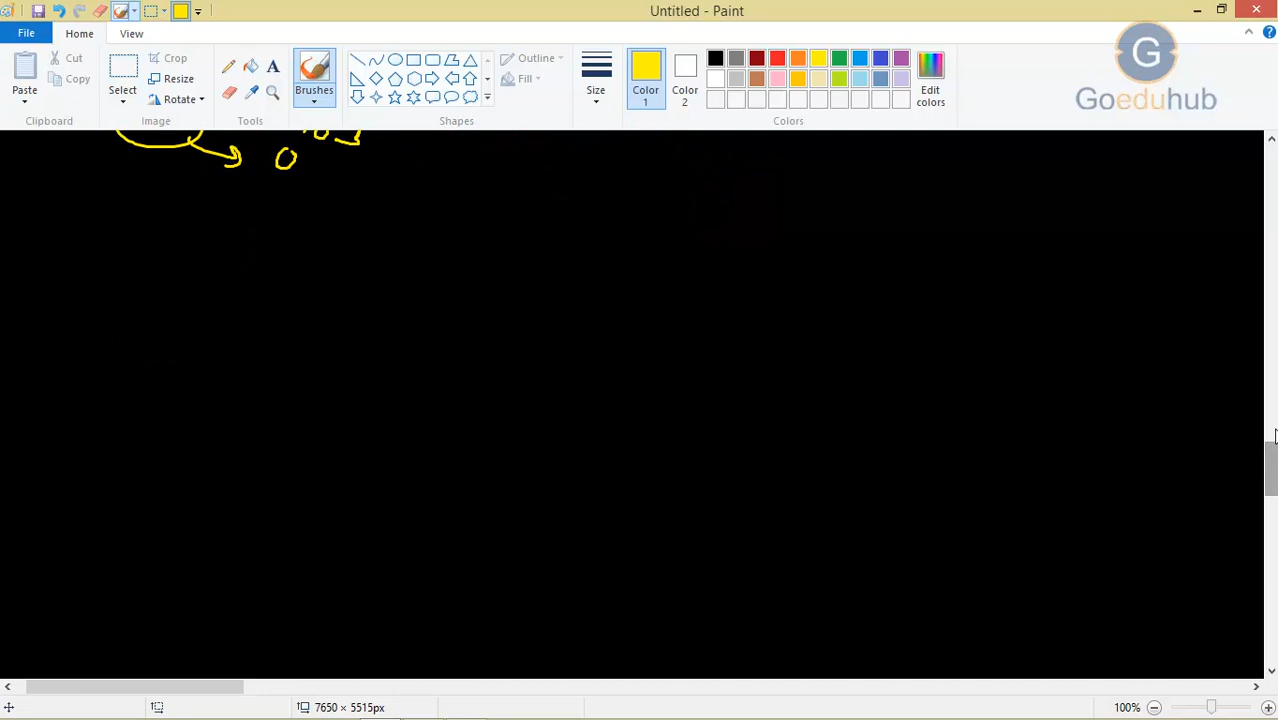 Untitled - Paint
File Home View
Paste
Cut
Copy
Clipboard
Select
Crop
Resize
Rotate
Image
Tools
Brushes
Shapes
Outline
Fill
Size
Color 1
Color 2
Colors
Edit colors
G
Goeduhub
0
7650 × 5515px
100%